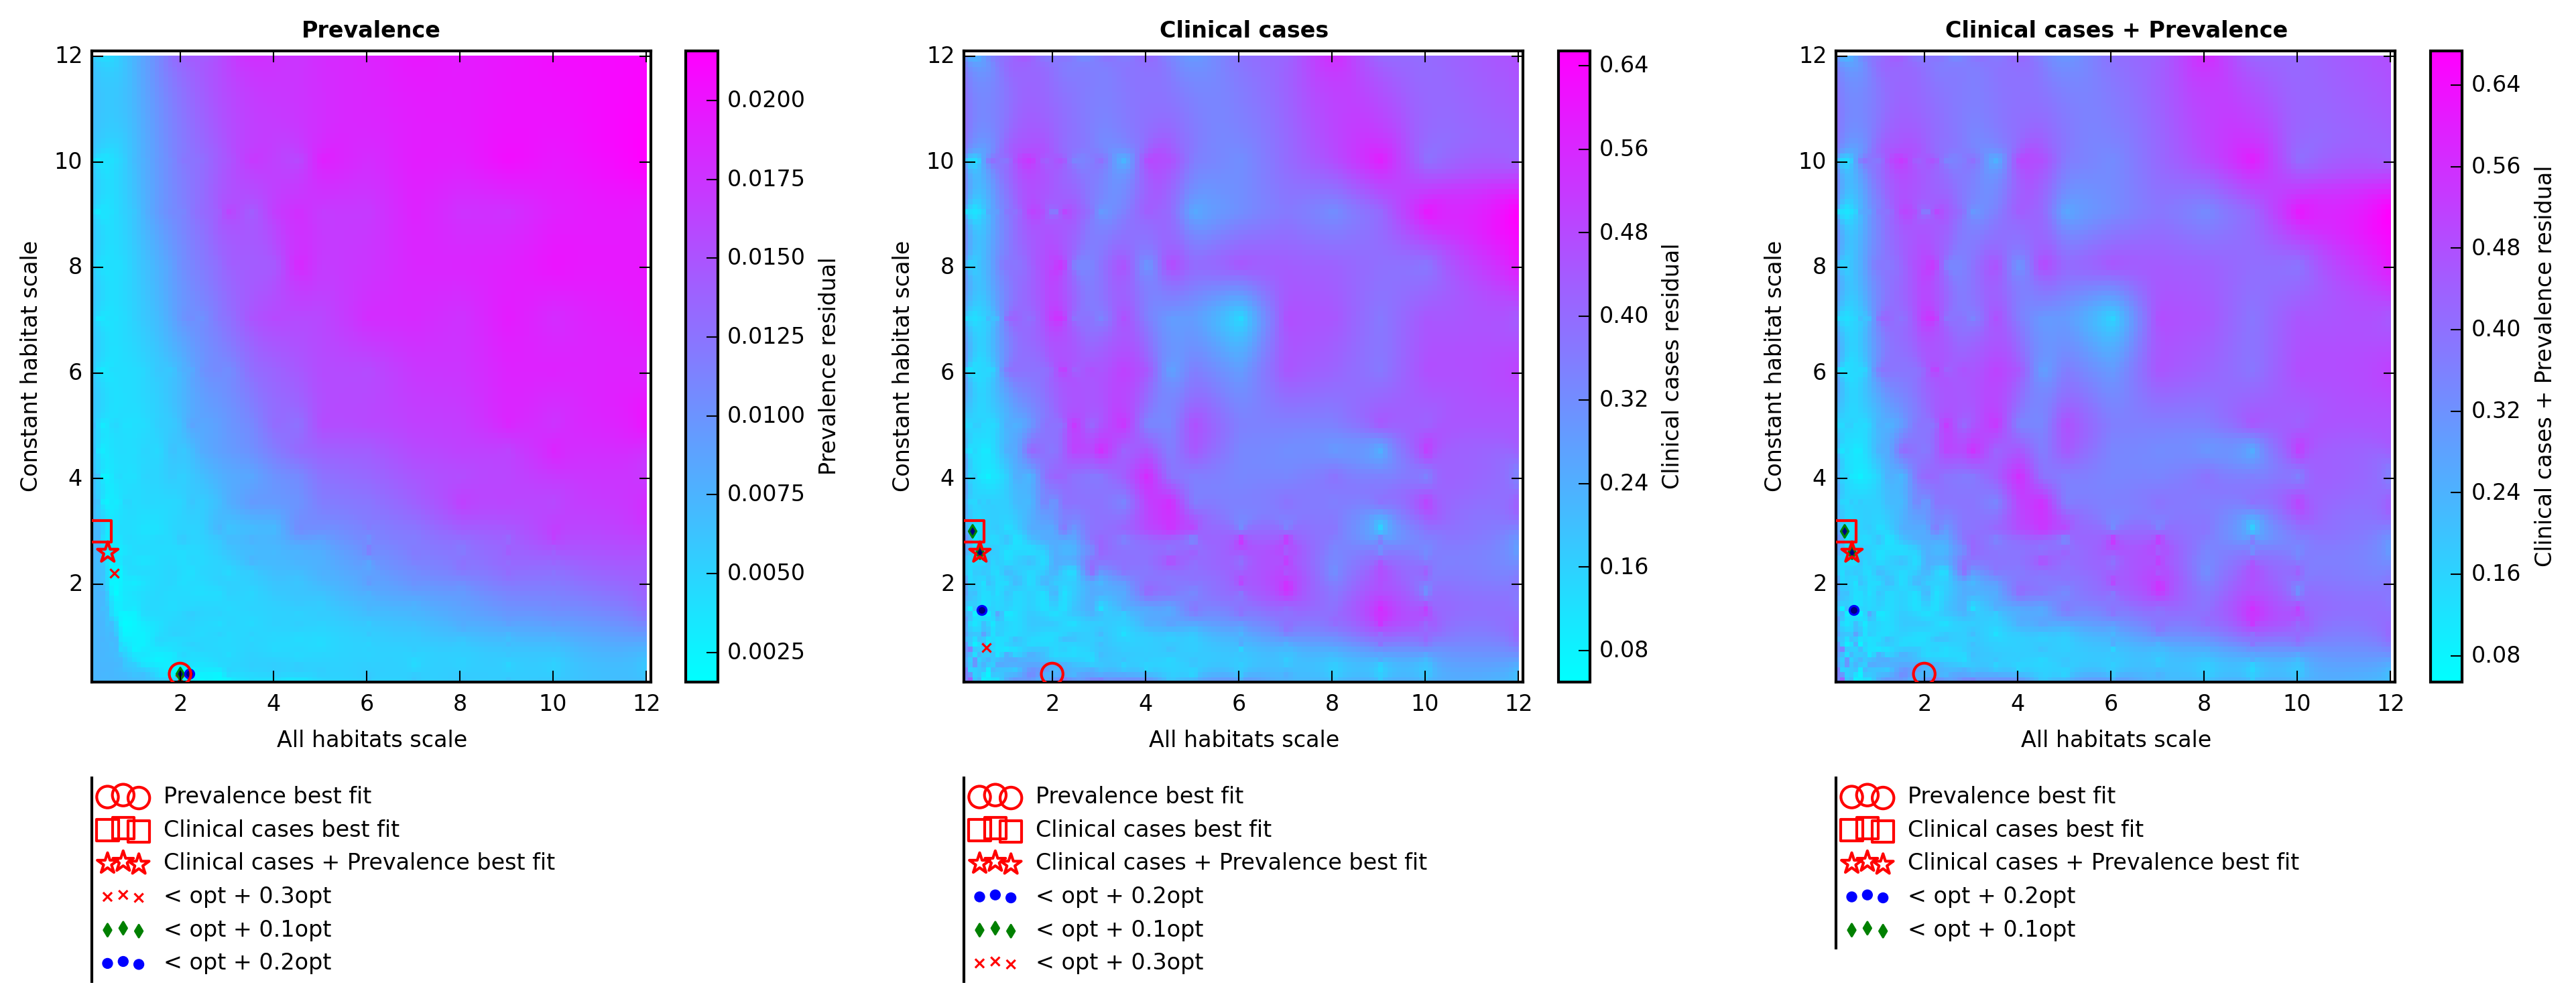 Prevalence
Constant habitat scale
12
10
8
6
4
2
2 4 6 8 10 12
All habitats scale
0.0200
0.0175
0.0150
0.0125
0.0100
0.0075
0.0050
0.0025
Prevalence residual
Prevalence best fit
Clinical cases best fit
Clinical cases + Prevalence best fit
< opt + 0.3opt
< opt + 0.1opt
< opt + 0.2opt
Clinical cases
Constant habitat scale
12
10
8
6
4
2
2 4 6 8 10 12
All habitats scale
0.64
0.56
0.48
0.40
0.32
0.24
0.16
0.08
Clinical cases residual
Prevalence best fit
Clinical cases best fit
Clinical cases + Prevalence best fit
< opt + 0.2opt
< opt + 0.1opt
< opt + 0.3opt
Clinical cases + Prevalence
Constant habitat scale
12
10
8
6
4
2
2 4 6 8 10 12
All habitats scale
0.64
0.56
0.48
0.40
0.32
0.24
0.16
0.08
Clinical cases + Prevalence residual
Prevalence best fit
Clinical cases best fit
Clinical cases + Prevalence best fit
< opt + 0.2opt
< opt + 0.1opt